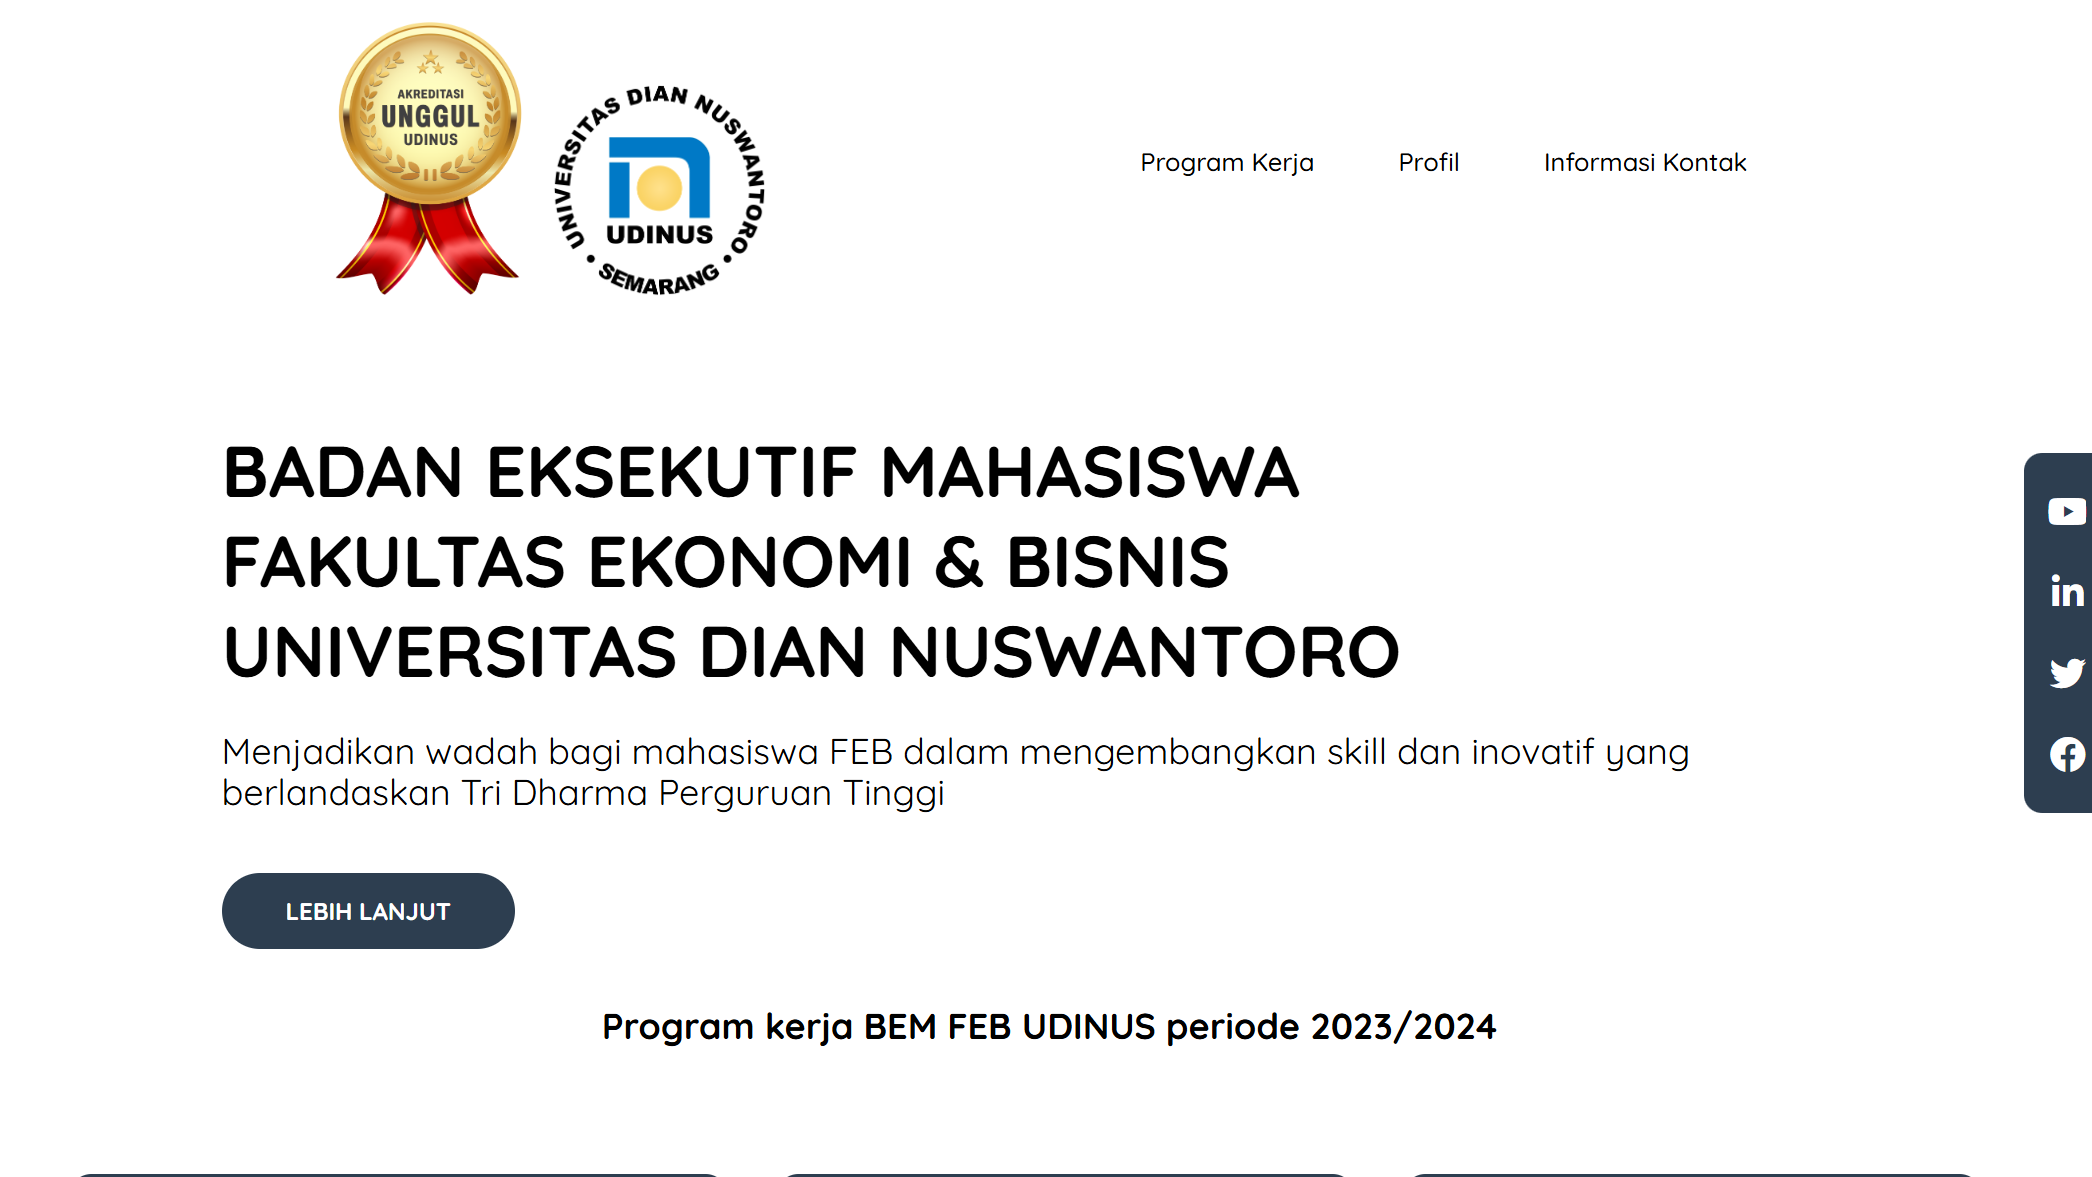 AKREDITASI
UNGGUL
UDINUS
UNIVERSITAS DIAN NUSWANTORO
UDINUS
• SEMARANG •
Program Kerja
Profil
Informasi Kontak
BADAN EKSEKUTIF MAHASISWA
FAKULTAS EKONOMI & BISNIS
UNIVERSITAS DIAN NUSWANTORO
Menjadikan wadah bagi mahasiswa FEB dalam mengembangkan skill dan inovatif yang
berlandaskan Tri Dharma Perguruan Tinggi
LEBIH LANJUT
Program kerja BEM FEB UDINUS periode 2023/2024